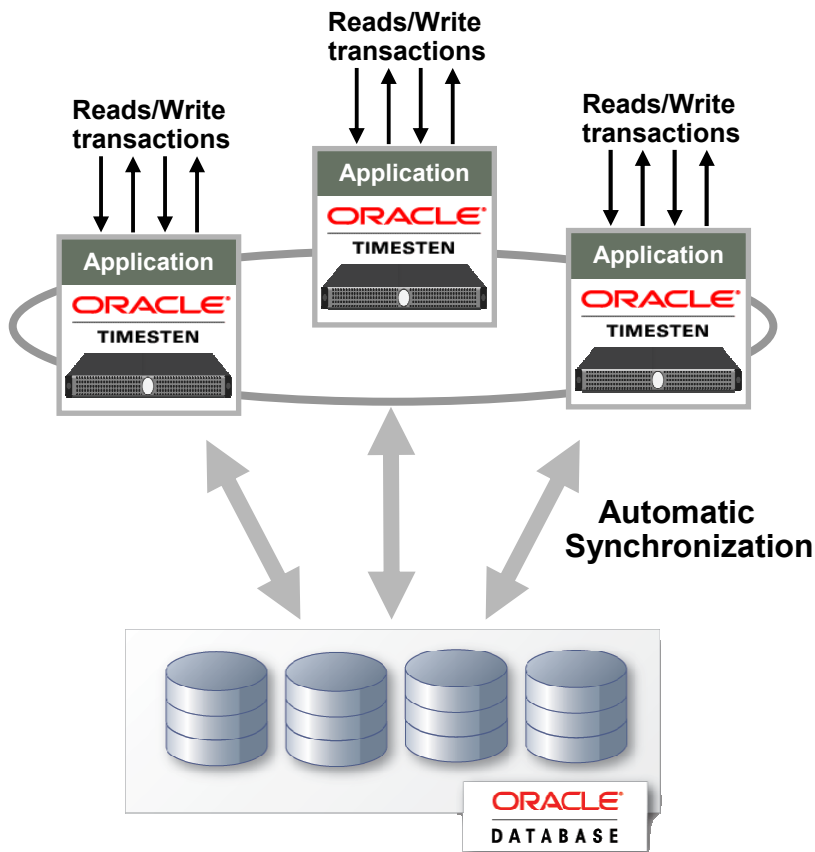 Reads/Write
transactions
Reads/Write
transactions
Reads/Write
transactions
Application
ORACLE®
TIMESTEN
Application
ORACLE®
TIMESTEN
Application
ORACLE®
TIMESTEN
Automatic
Synchronization
ORACLE®
DATABASE